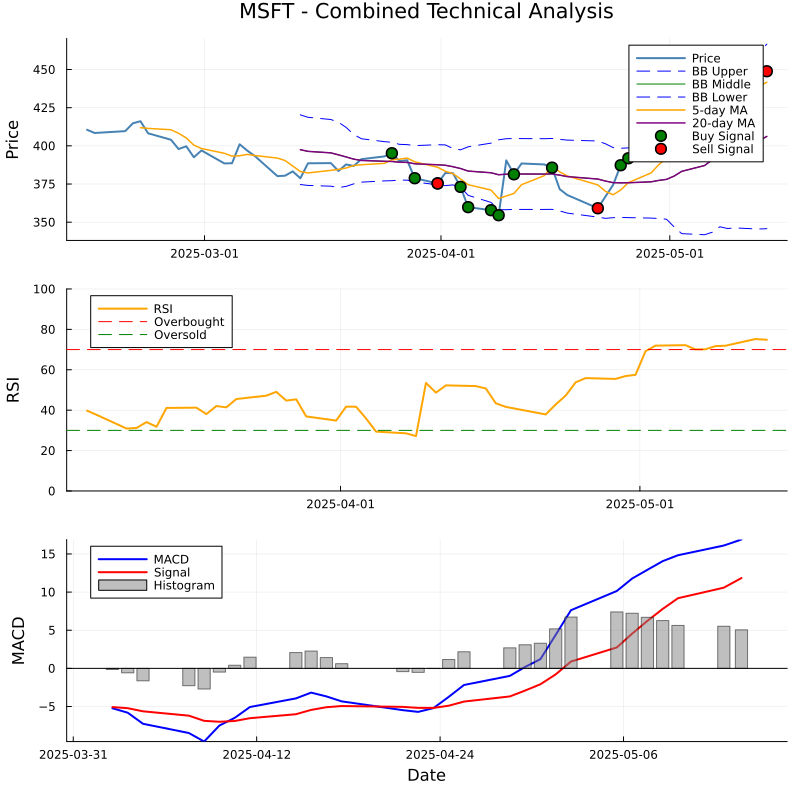 MSFT - Combined Technical Analysis
Price
450
425
400
375
350
Price
BB Upper
BB Middle
BB Lower
5-day MA
20-day MA
Buy Signal
Sell Signal
2025-03-01
2025-04-01
2025-05-01
RSI
100
80
60
40
20
0
RSI
Overbought
Oversold
2025-04-01
2025-05-01
MACD
15
10
5
0
−5
MACD
Signal
Histogram
2025-03-31
2025-04-12
2025-04-24
2025-05-06
Date